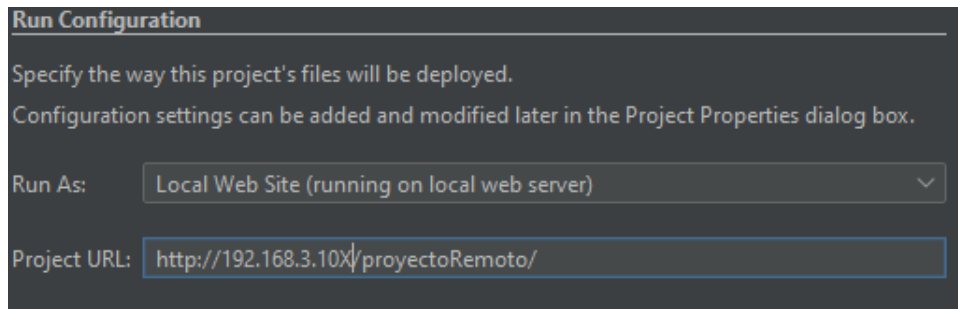 Run Configuration
Specify the way this project's files will be deployed.
Configuration settings can be added and modified later in the Project Properties dialog box.
Run As: Local Web Site (running on local web server)
Project URL: http://192.168.3.10X/proyectoRemoto/